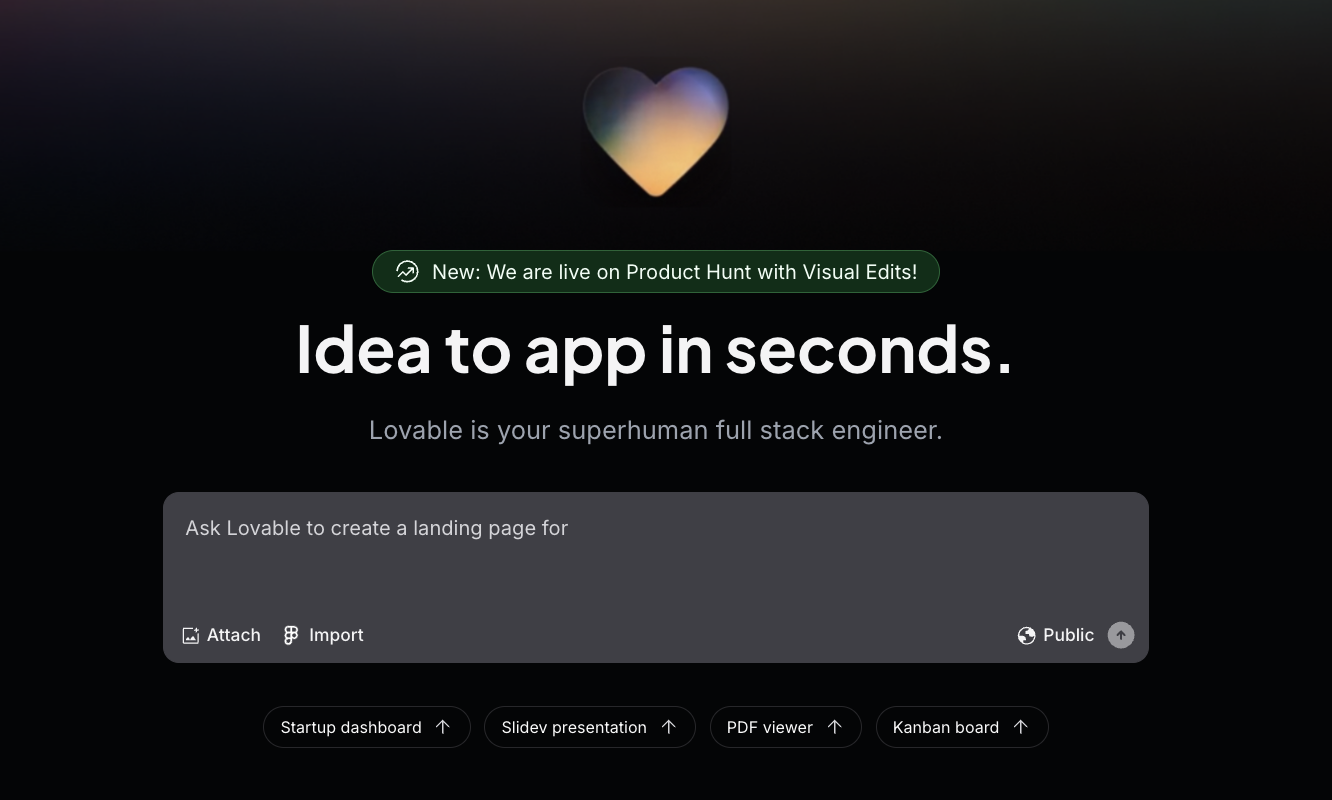 New: We are live on Product Hunt with Visual Edits!
Idea to app in seconds.
Lovable is your superhuman full stack engineer.
Ask Lovable to create a landing page for
Attach Import Public
Startup dashboard Slidev presentation PDF viewer Kanban board